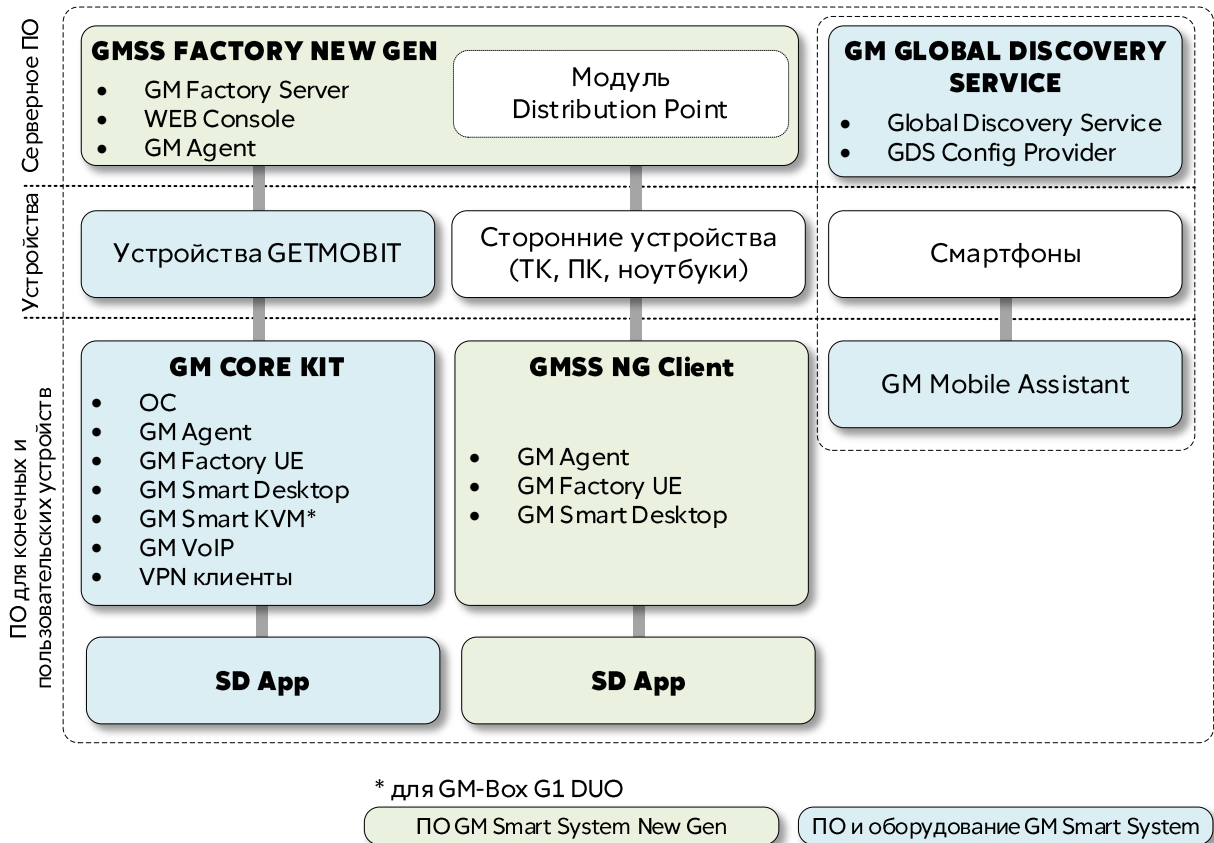 Серверное ПО
GMSS FACTORY NEW GEN
• GM Factory Server
• WEB Console
• GM Agent
Модуль
Distribution Point
GM GLOBAL DISCOVERY
SERVICE
• Global Discovery Service
• GDS Config Provider
Устройства
Устройства GETMOBIT
Сторонние устройства
(ТК, ПК, ноутбуки)
Смартфоны
ПО для конечных и
пользовательских устройств
GM CORE KIT
• ОС
• GM Agent
• GM Factory UE
• GM Smart Desktop
• GM Smart KVM*
• GM VoIP
• VPN клиенты
GMSS NG Client
• GM Agent
• GM Factory UE
• GM Smart Desktop
GM Mobile Assistant
SD App
SD App
* для GM-Box G1 DUO
ПО GM Smart System New Gen
ПО и оборудование GM Smart System